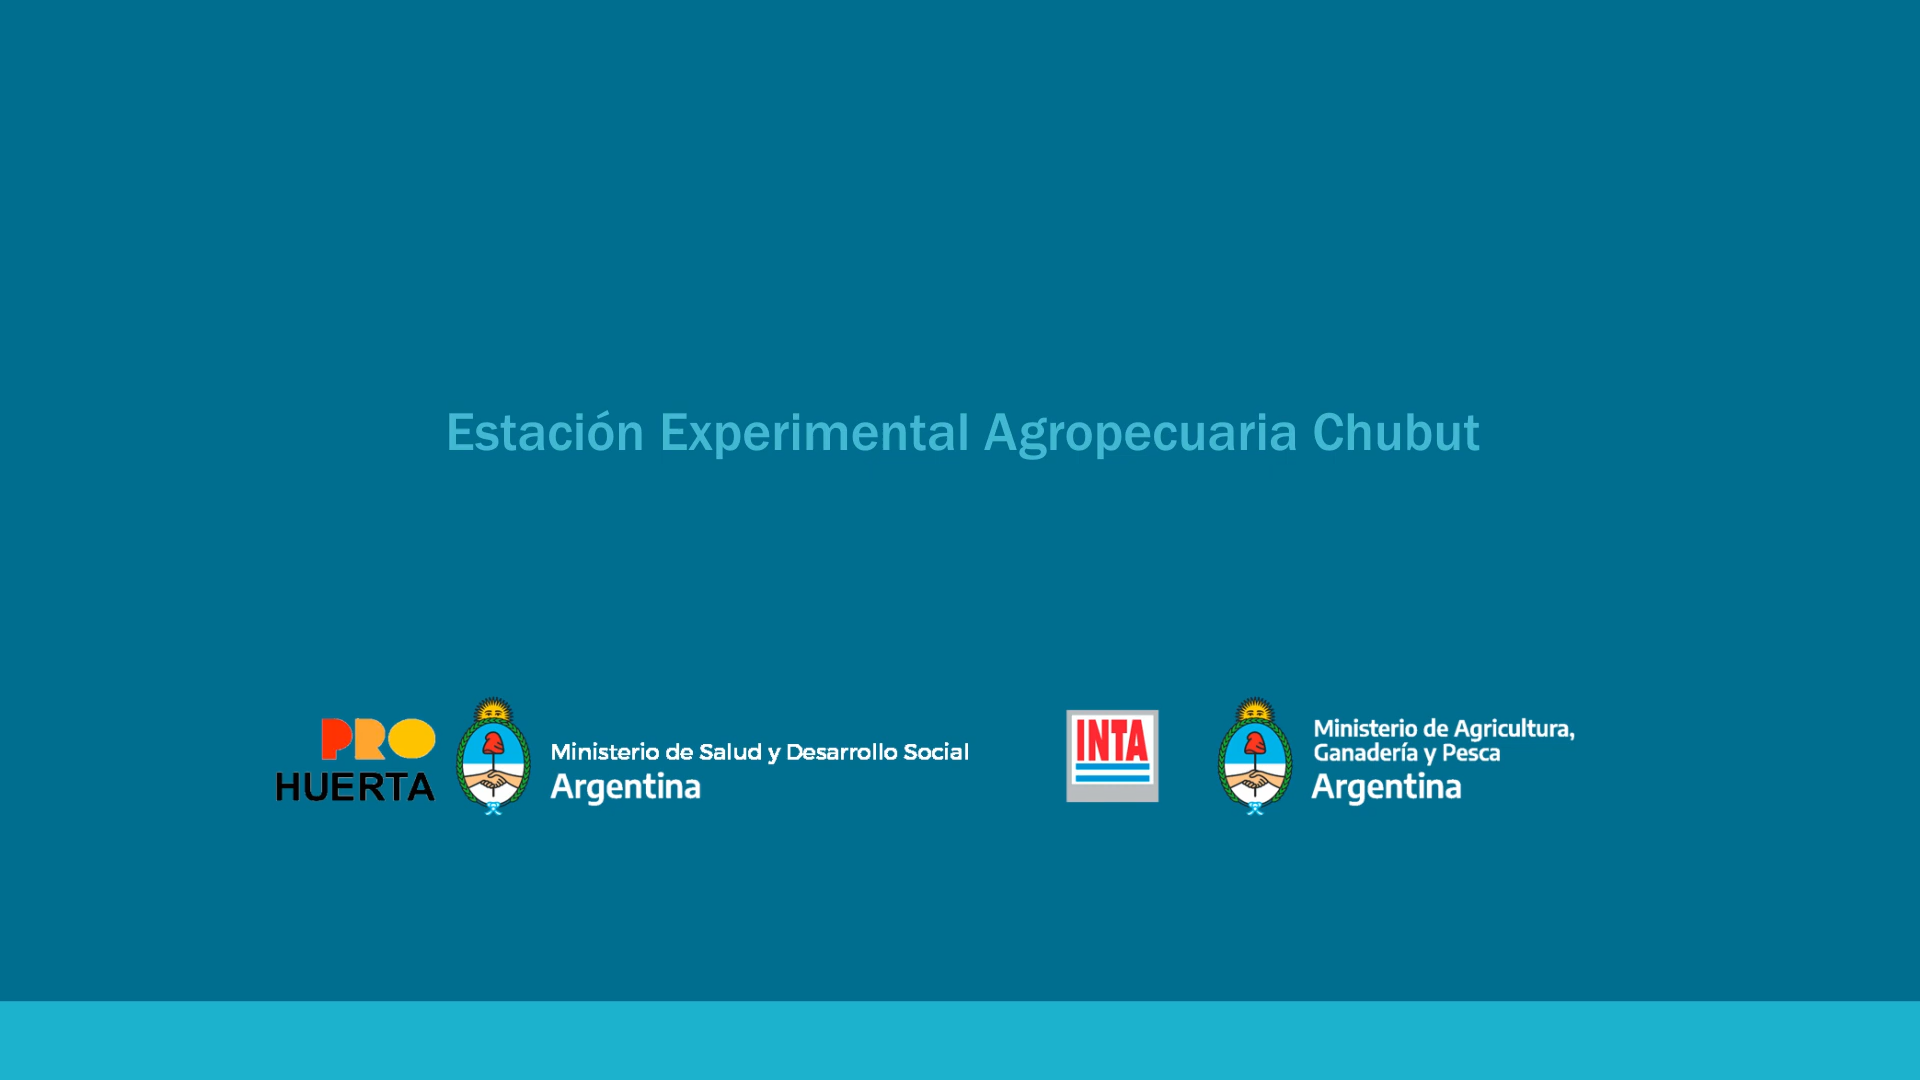 Estación Experimental Agropecuaria Chubut
PRO
HUERTA
Ministerio de Salud y Desarrollo Social
Argentina
INTA
Ministerio de Agricultura,
Ganadería y Pesca
Argentina